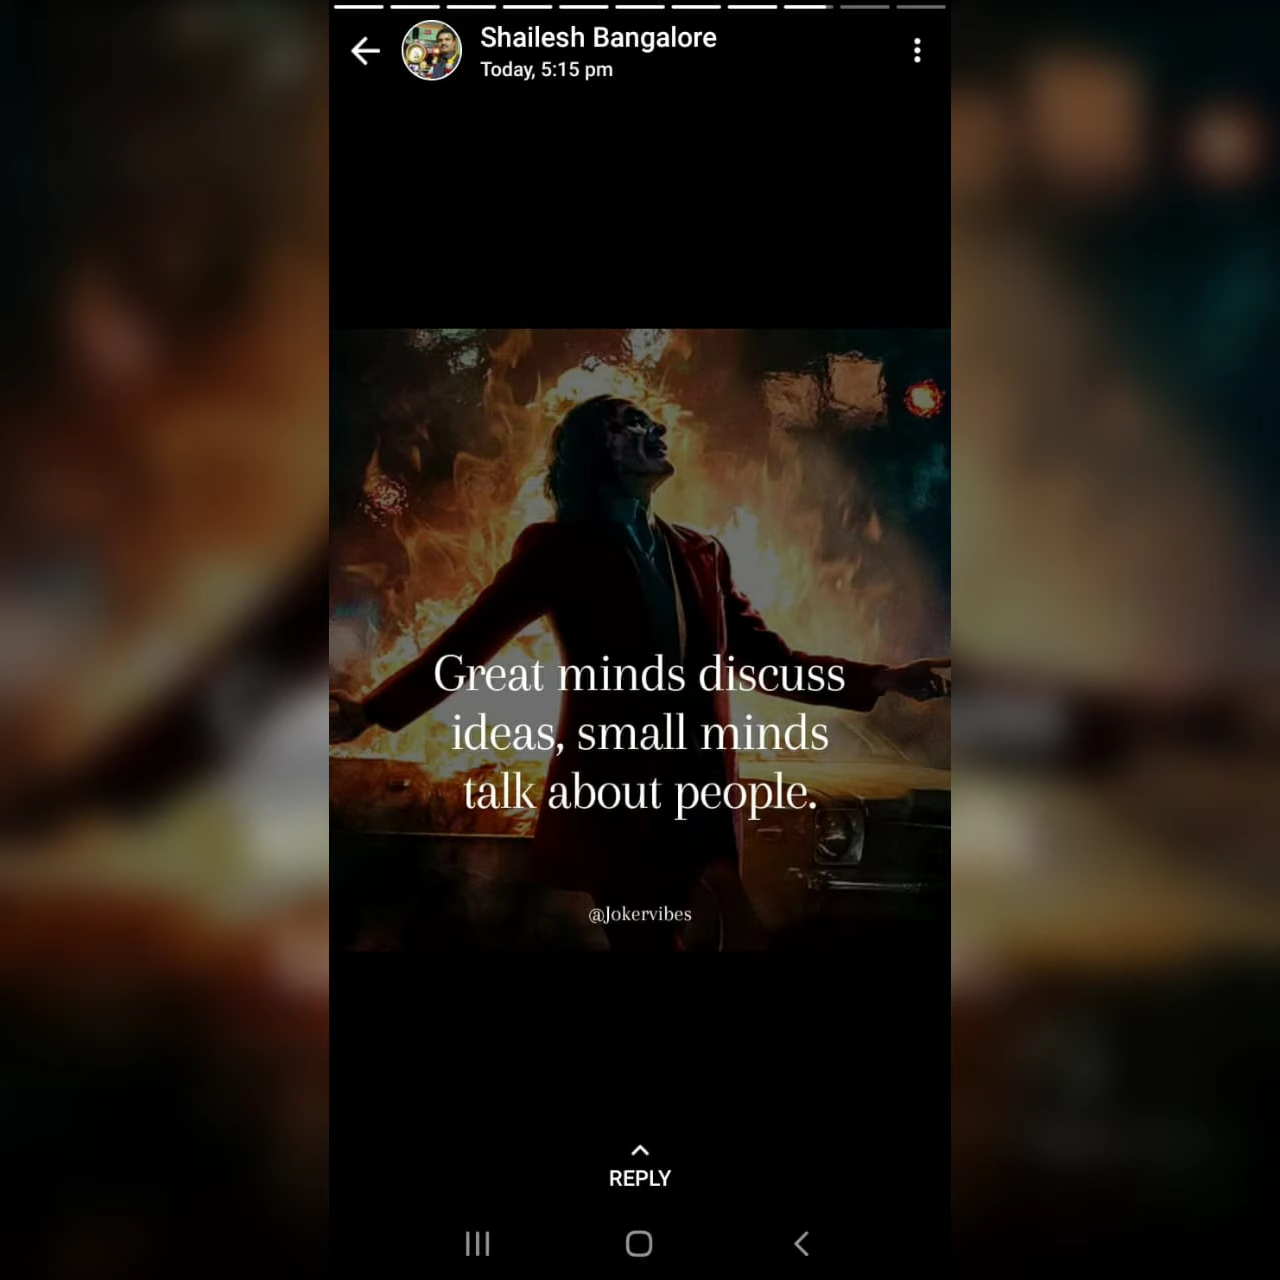 Shailesh Bangalore
Today, 5:15 pm
Great minds discuss
ideas, small minds
talk about people.
@Jokervibes
REPLY